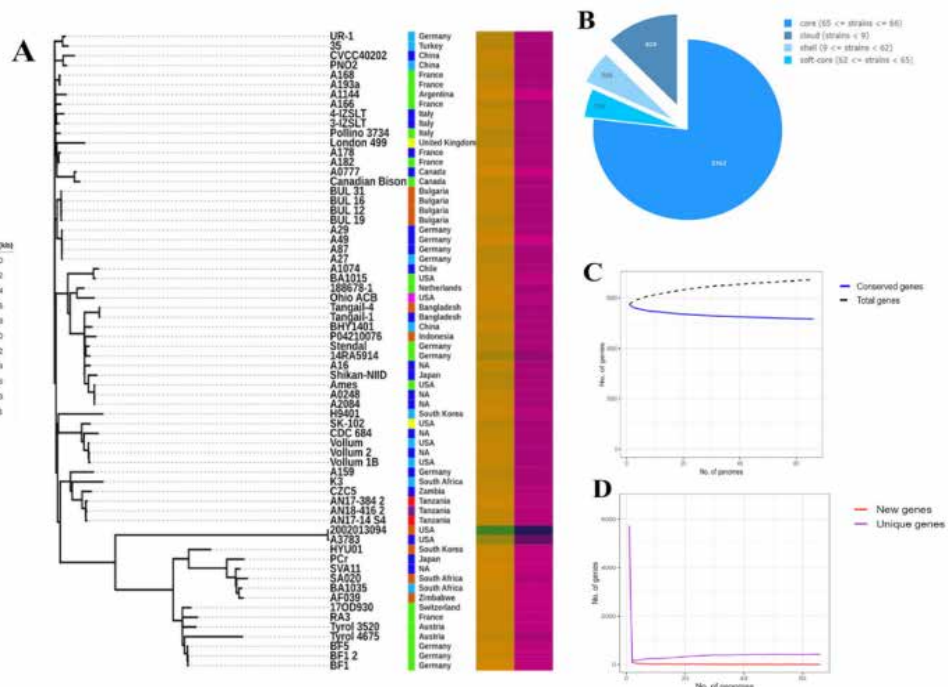 A
UR-1 Germany
35 Turkey
CVCC40202 China
PNO2 China
A168 France
A193a France
A1144 Argentina
A166 France
4-IZSLT Italy
3-IZSLT Italy
Pollino 3734 Italy
London 499 United Kingdom
A178 France
A182 France
A0777 Canada
Canadian Bison Canada
BUL 31 Bulgaria
BUL 16 Bulgaria
BUL 12 Bulgaria
BUL 19 Bulgaria
A29 Germany
A49 Germany
A87 Germany
A27 Germany
A1074 Chile
BA1015 USA
188678-1 Netherlands
Ohio ACB USA
Tangail-4 Bangladesh
Tangail-1 Bangladesh
BHY1401 China
P04210076 Indonesia
Stendal Germany
14RA5914 Germany
A16 NA
Shikan-NIID Japan
Ames USA
A0248 NA
A2084 NA
H9401 South Korea
SK-102 USA
CDC 684 NA
Vollum USA
Vollum 2 NA
Vollum 1B USA
A159 Germany
K3 South Africa
CZC5 Zambia
AN17-384 2 Tanzania
AN18-416 2 Tanzania
AN17-14 S4 Tanzania
2002013094 USA
A3783 USA
HYU01 South Korea
PCr Japan
SVA11 NA
SA020 South Africa
BA1035 South Africa
AF039 Zimbabwe
17OD930 Switzerland
RA3 France
Tyrol 3520 Austria
Tyrol 4675 Austria
BF5 Germany
BF1 2 Germany
BF1 Germany
B
core (65 <= strains <= 66)
cloud (strains < 9)
shell (9 <= strains < 62)
soft-core (62 <= strains < 65)
C
Conserved genes
Total genes
No. of genes
No. of genomes
D
New genes
Unique genes
No. of genes
6000
4000
2000
0
No. of genomes